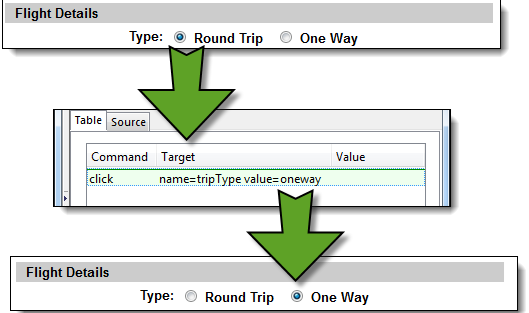 Flight Details
Type: Round Trip One Way
Table Source
Command Target Value
click name=tripType value=oneway
Flight Details
Type: Round Trip One Way